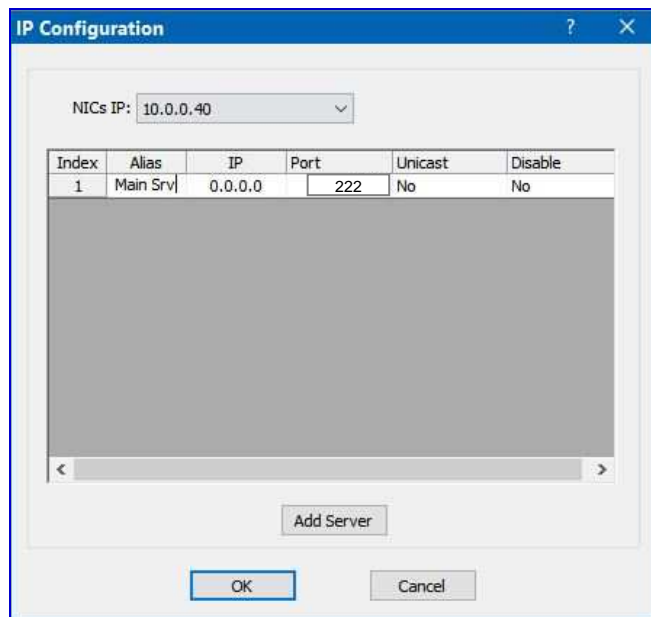 IP Configuration ? ×
NICs IP: 10.0.0.40
Index Alias IP Port Unicast Disable
1 Main Srv 0.0.0.0 222 No No
Add Server
OK Cancel